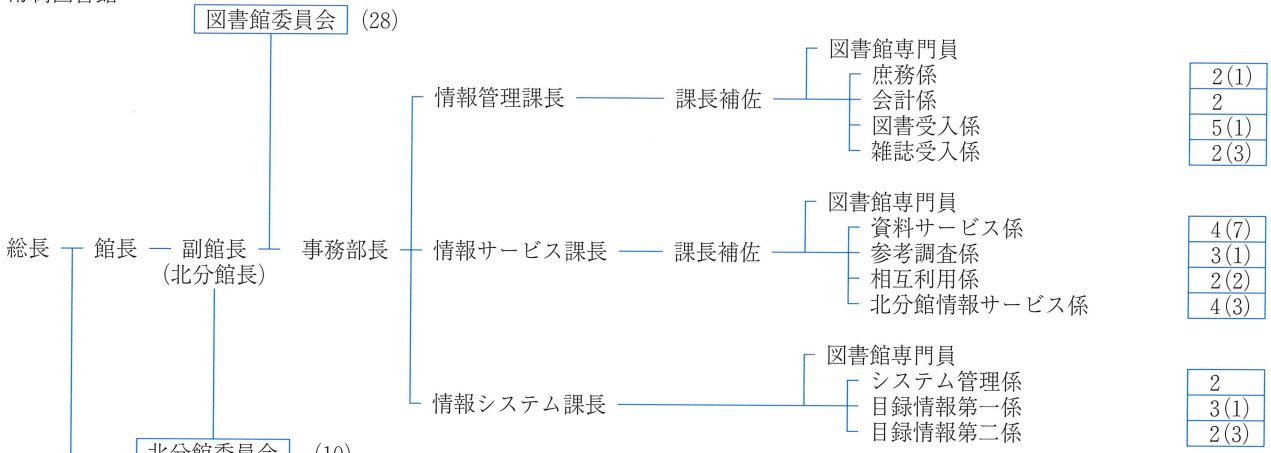 図書館委員会 (28)
図書館専門員
庶務係 2(1)
情報管理課長 課長補佐 会計係 2
図書受入係 5(1)
雑誌受入係 2(3)
図書館専門員
資料サービス係 4(7)
総長 館長 副館長 事務部長 情報サービス課長 課長補佐 参考調査係 3(1)
(北分館長) 相互利用係 2(2)
北分館情報サービス係 4(3)
図書館専門員
システム管理係 2
情報システム課長 目録情報第一係 3(1)
目録情報第二係 2(3)
北分館委員会 (10)